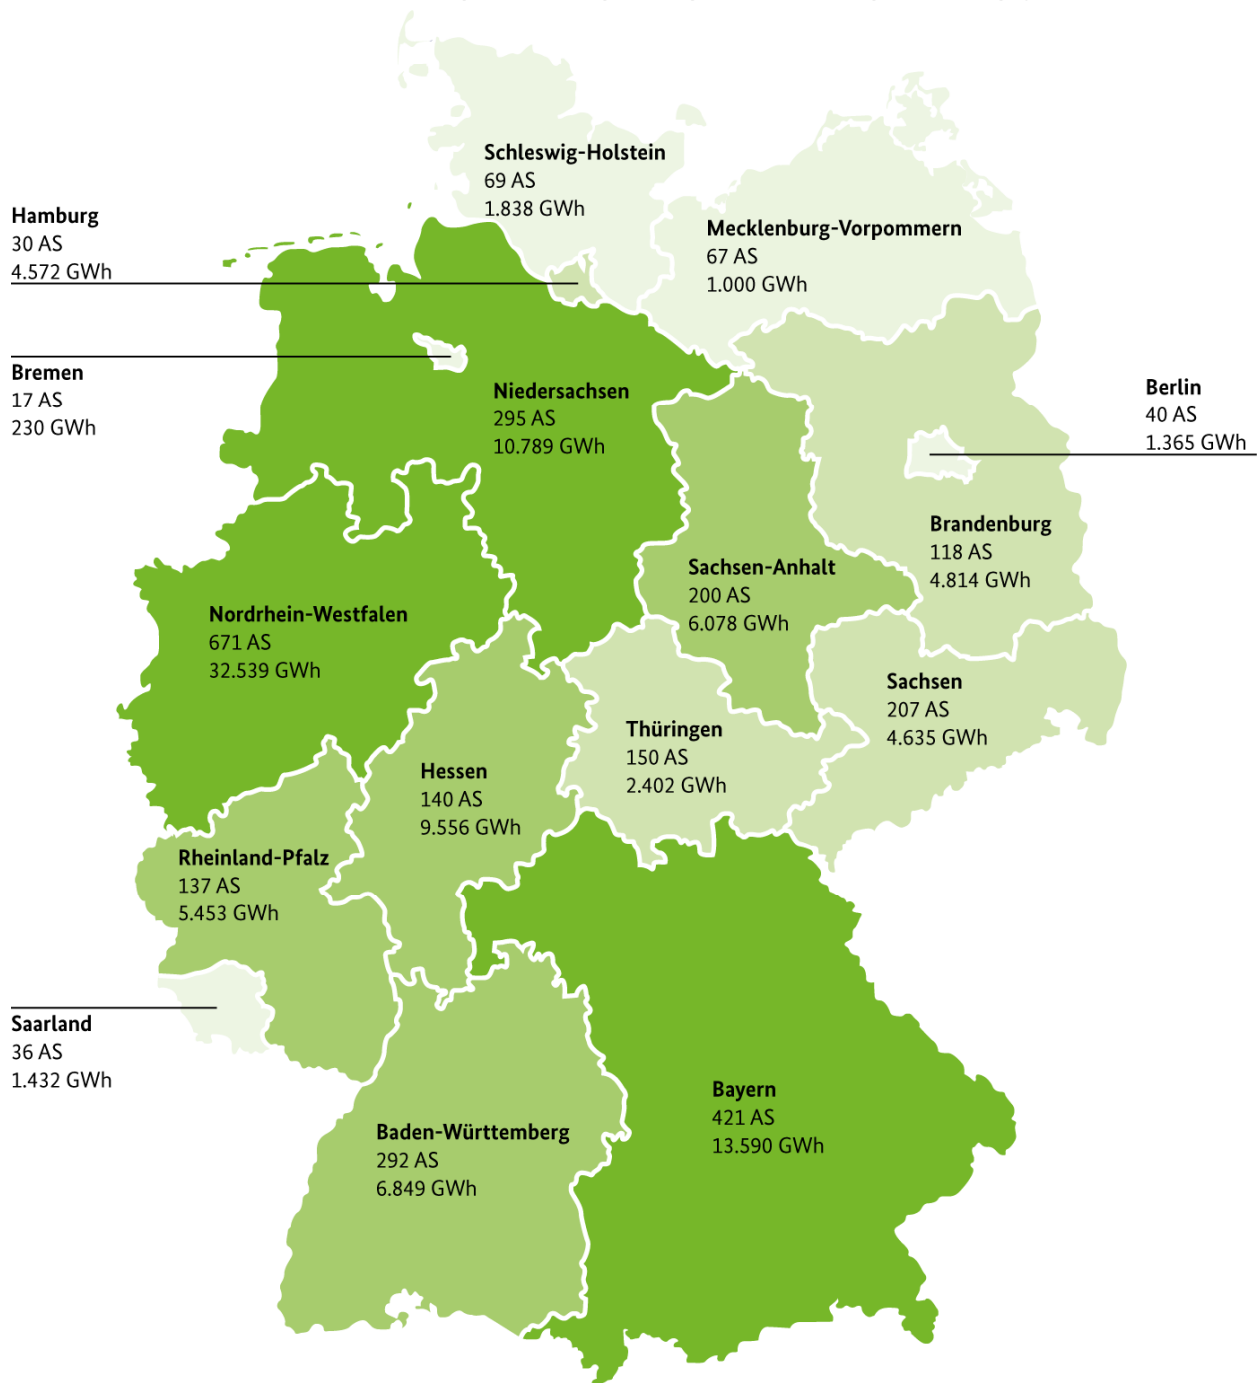 Schleswig-Holstein
69 AS
1.838 GWh
Hamburg
30 AS
4.572 GWh
Mecklenburg-Vorpommern
67 AS
1.000 GWh
Bremen
17 AS
230 GWh
Niedersachsen
295 AS
10.789 GWh
Berlin
40 AS
1.365 GWh
Brandenburg
118 AS
4.814 GWh
Sachsen-Anhalt
200 AS
6.078 GWh
Nordrhein-Westfalen
671 AS
32.539 GWh
Sachsen
207 AS
4.635 GWh
Thüringen
150 AS
2.402 GWh
Hessen
140 AS
9.556 GWh
Rheinland-Pfalz
137 AS
5.453 GWh
Saarland
36 AS
1.432 GWh
Bayern
421 AS
13.590 GWh
Baden-Württemberg
292 AS
6.849 GWh